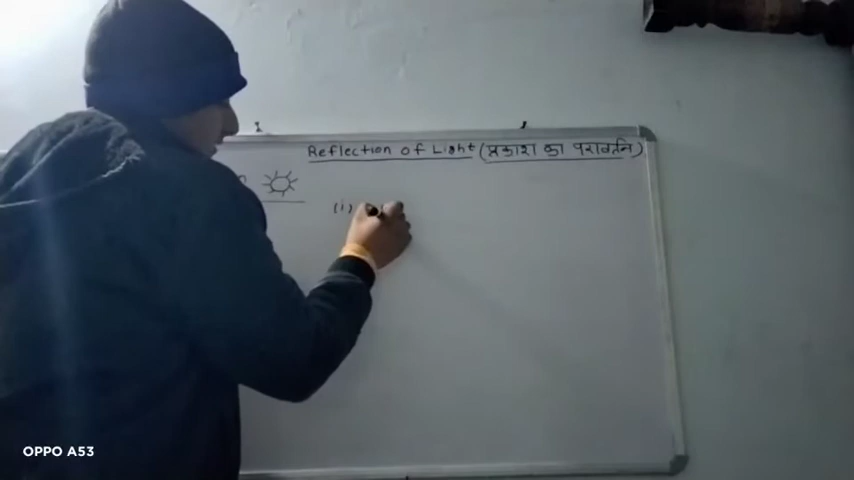 Reflection of Light (प्रकाश का परावर्तन)
(i)
OPPO A53